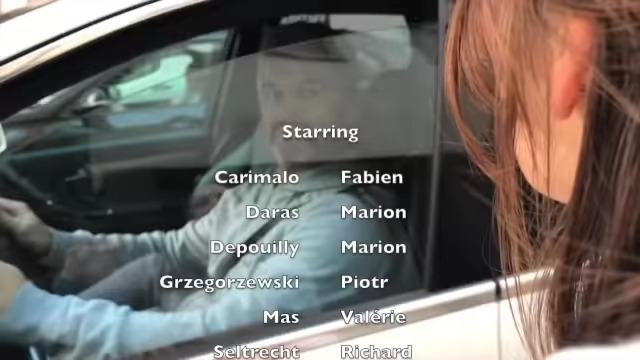 Starring
Carimalo Fabien
Daras Marion
Depouilly Marion
Grzegorzewski Piotr
Mas Valérie
Seltrecht Richard